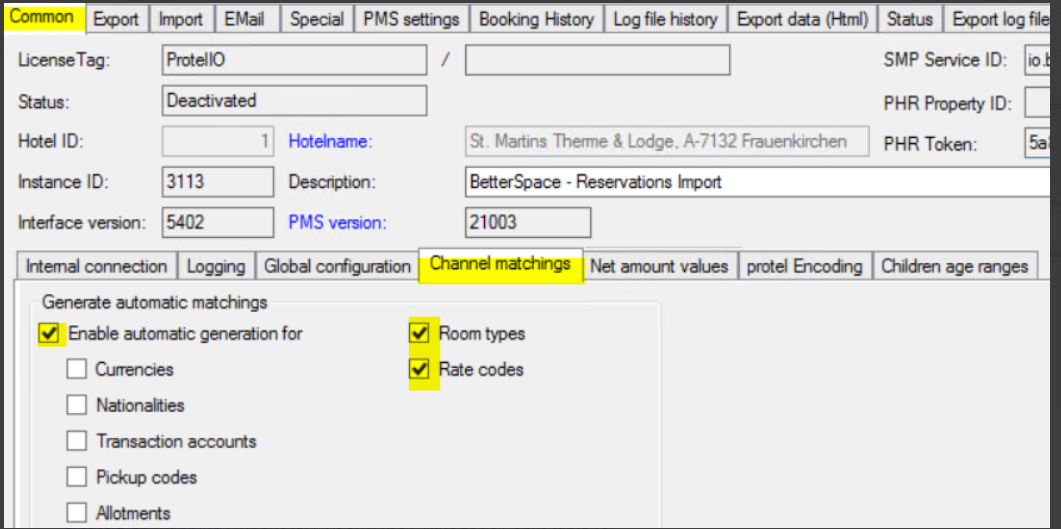 Common Export Import EMail Special PMS settings Booking History Log file history Export data (Html) Status Export log file
LicenseTag: ProtelIO / SMP Service ID: io.b
Status: Deactivated PHR Property ID:
Hotel ID: 1 Hotelname: St. Martins Therme & Lodge, A-7132 Frauenkirchen PHR Token: 5a
Instance ID: 3113 Description: BetterSpace - Reservations Import
Interface version: 5402 PMS version: 21003
Internal connection Logging Global configuration Channel matchings Net amount values protel Encoding Children age ranges
Generate automatic matchings
Enable automatic generation for Room types
Currencies Rate codes
Nationalities
Transaction accounts
Pickup codes
Allotments